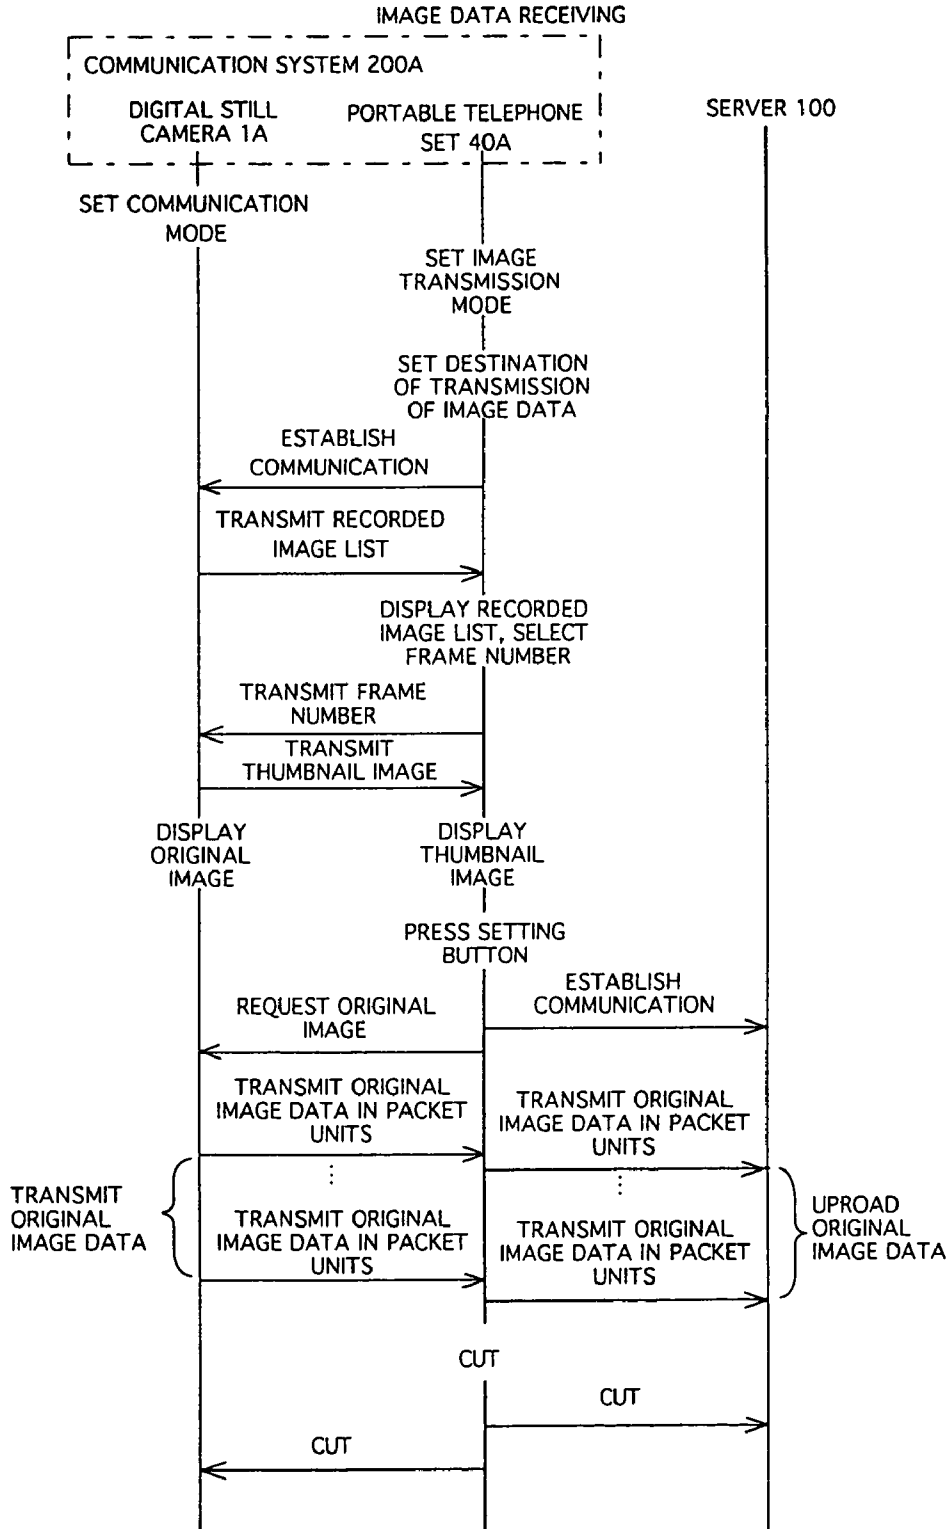 IMAGE DATA RECEIVING
COMMUNICATION SYSTEM 200A
DIGITAL STILL
CAMERA 1A
PORTABLE TELEPHONE
SET 40A
SERVER 100
SET COMMUNICATION
MODE
SET IMAGE
TRANSMISSION
MODE
SET DESTINATION
OF TRANSMISSION
OF IMAGE DATA
ESTABLISH
COMMUNICATION
TRANSMIT RECORDED
IMAGE LIST
DISPLAY RECORDED
IMAGE LIST, SELECT
FRAME NUMBER
TRANSMIT FRAME
NUMBER
TRANSMIT
THUMBNAIL IMAGE
DISPLAY
ORIGINAL
IMAGE
DISPLAY
THUMBNAIL
IMAGE
PRESS SETTING
BUTTON
ESTABLISH
COMMUNICATION
REQUEST ORIGINAL
IMAGE
TRANSMIT ORIGINAL
IMAGE DATA IN PACKET
UNITS
TRANSMIT ORIGINAL
IMAGE DATA IN PACKET
UNITS
TRANSMIT
ORIGINAL
IMAGE DATA
TRANSMIT ORIGINAL
IMAGE DATA IN PACKET
UNITS
TRANSMIT ORIGINAL
IMAGE DATA IN PACKET
UNITS
UPROAD
ORIGINAL
IMAGE DATA
CUT
CUT
CUT